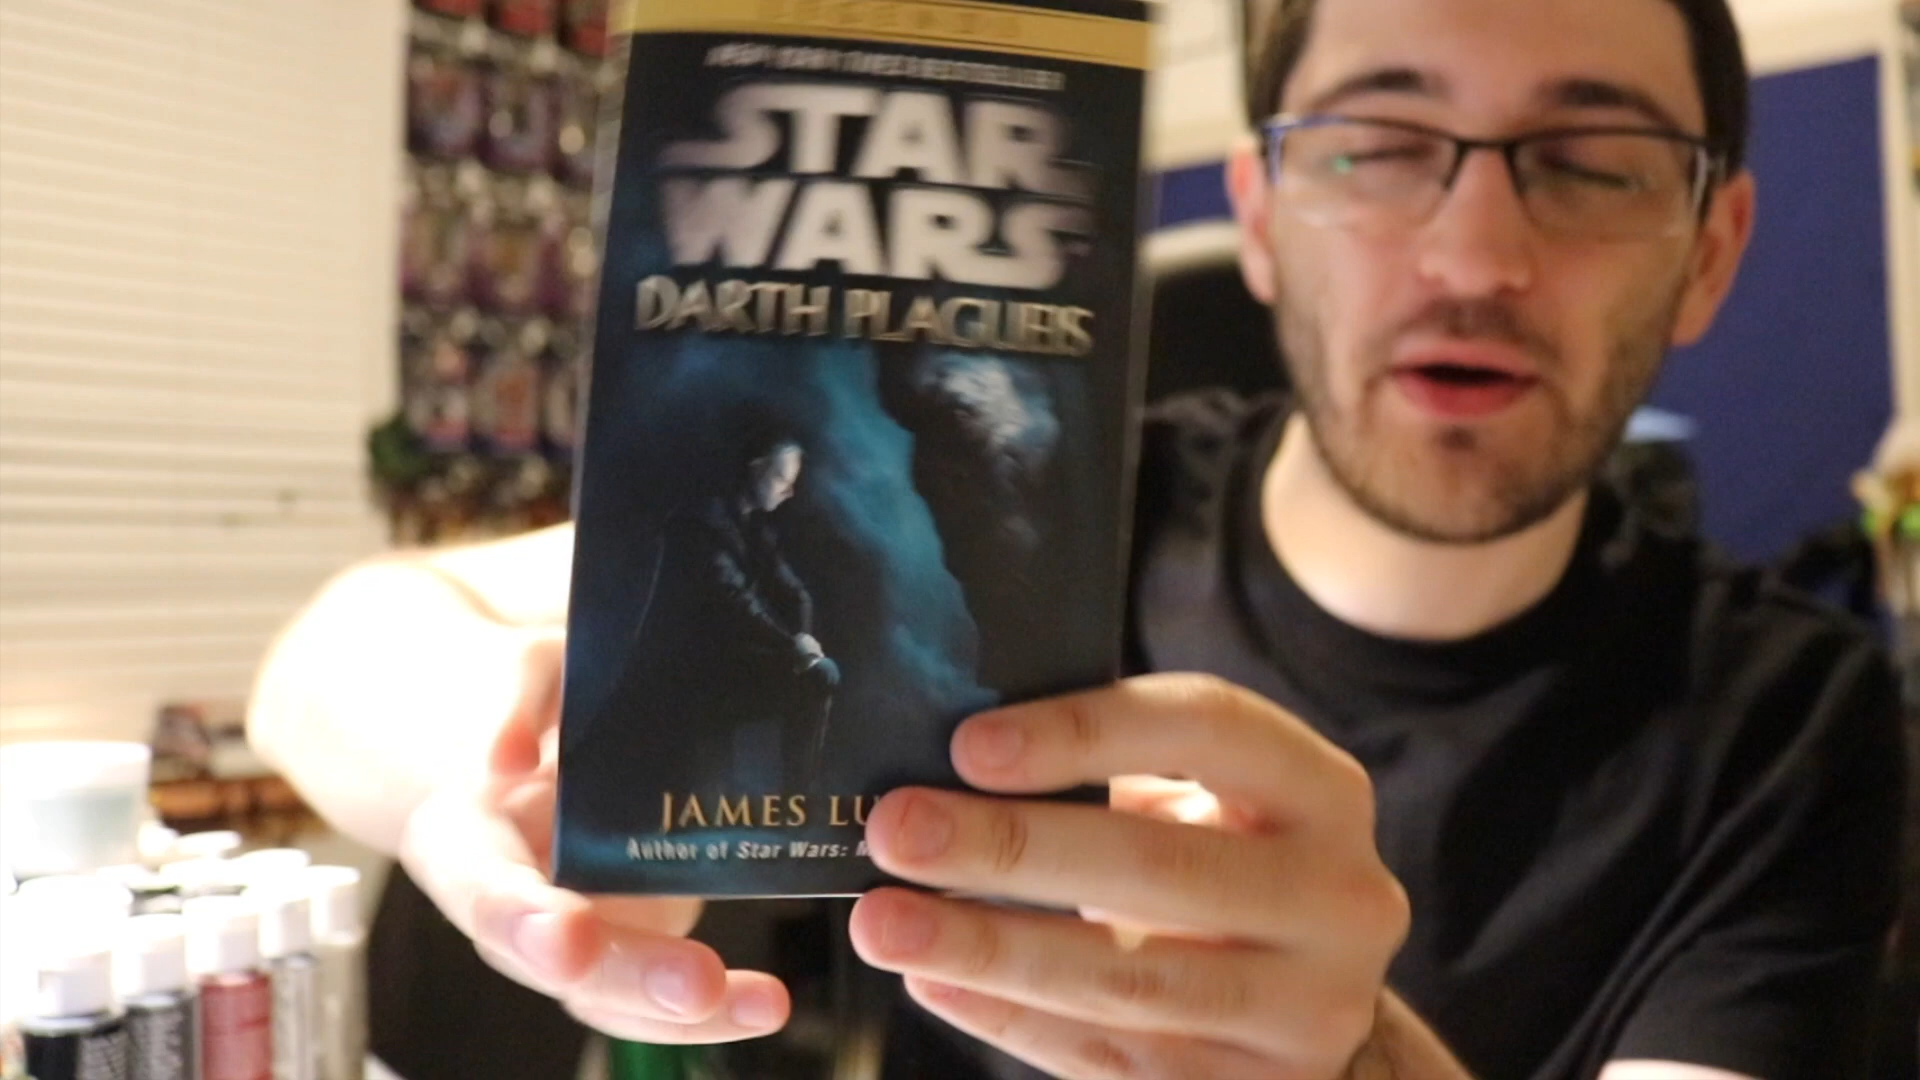 STAR
WARS
DARTH PLAGUEIS
JAMES LU
Author of Star Wars: M